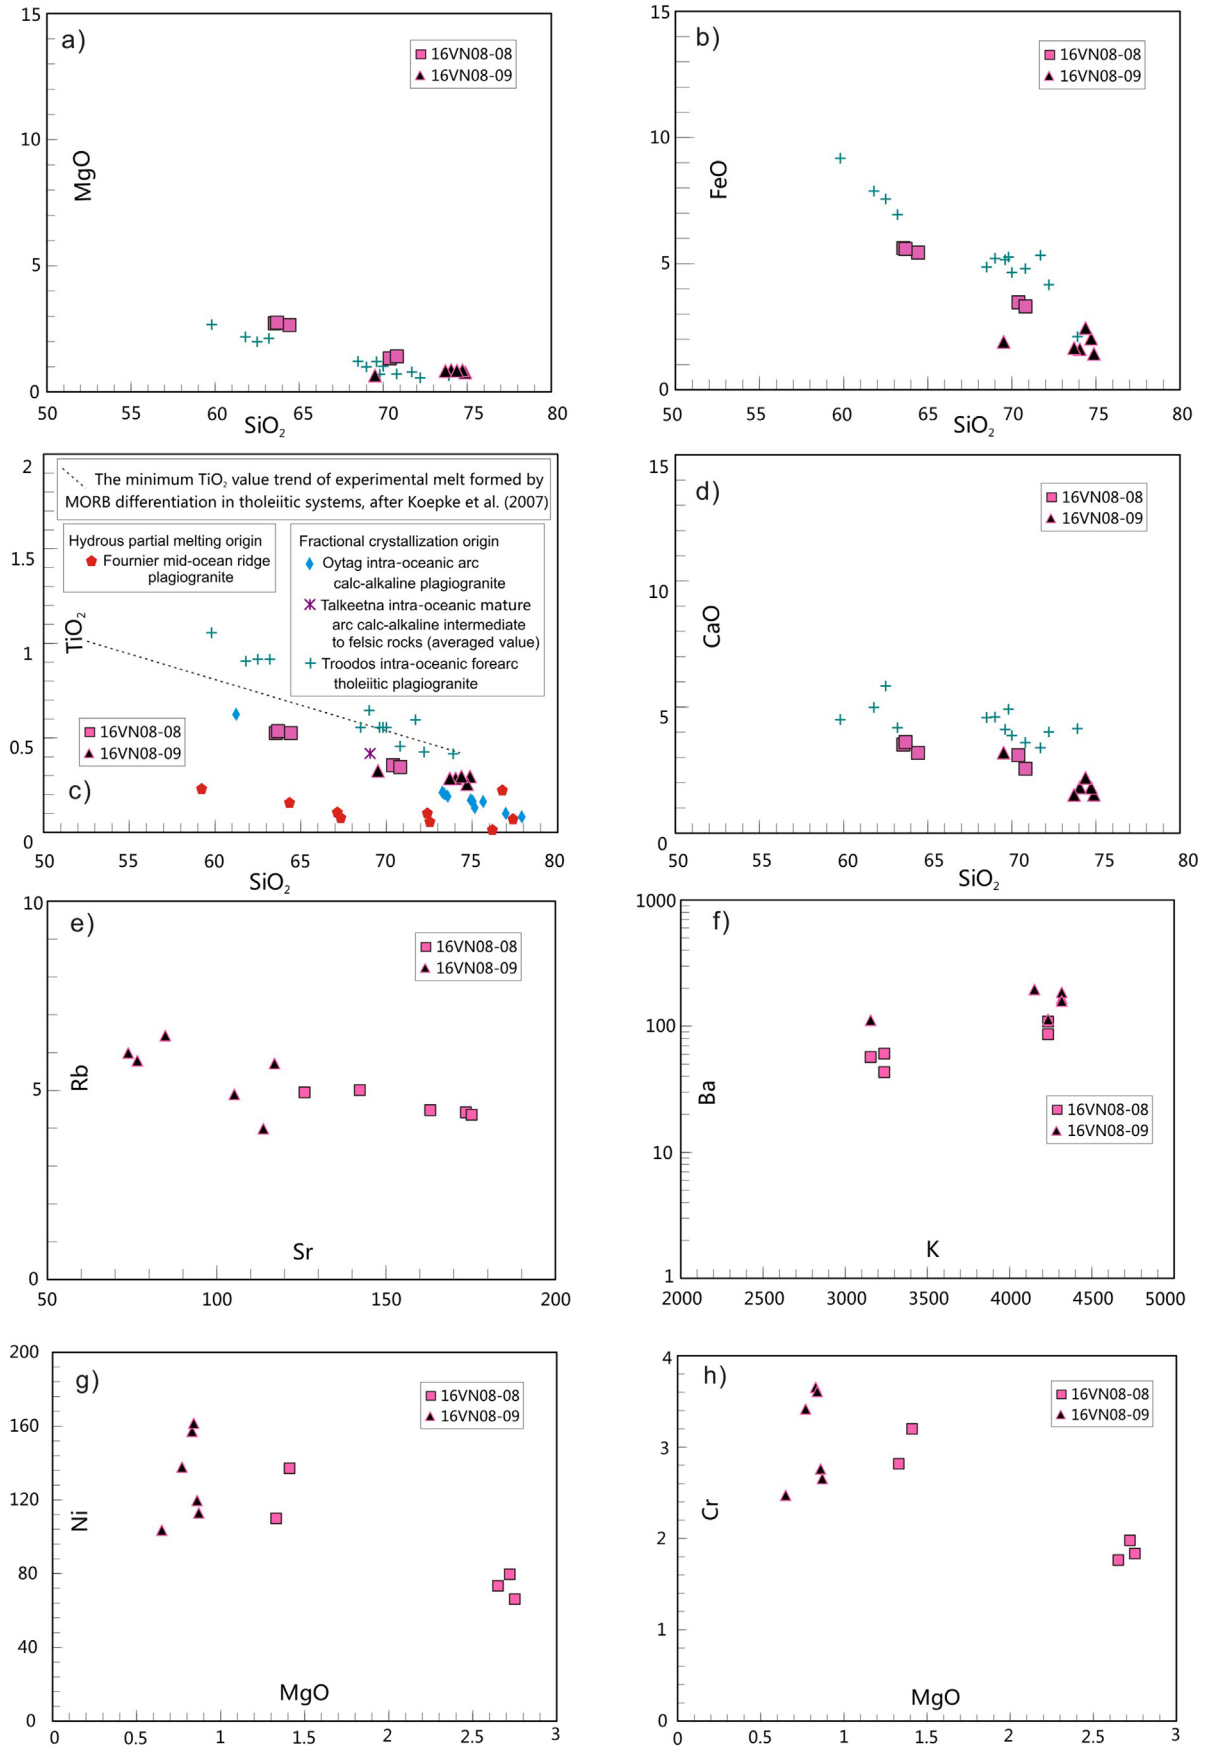 a)
15
10
5
0
MgO
16VN08-08
16VN08-09
50 55 60 65 70 75 80
SiO2
b)
15
10
5
0
FeO
16VN08-08
16VN08-09
50 55 60 65 70 75 80
SiO2
2
1.5
1
0.5
0
TiO2
The minimum TiO2 value trend of experimental melt formed by
MORB differentiation in tholeiitic systems, after Koepke et al. (2007)
Hydrous partial melting origin
Fournier mid-ocean ridge
plagiogranite
Fractional crystallization origin
Oytag intra-oceanic arc
calc-alkaline plagiogranite
Talkeetna intra-oceanic mature
arc calc-alkaline intermediate
to felsic rocks (averaged value)
Troodos intra-oceanic forearc
tholeiitic plagiogranite
16VN08-08
16VN08-09
c)
50 55 60 65 70 75 80
SiO2
d)
15
10
5
0
CaO
16VN08-08
16VN08-09
50 60 65 70 75 80
SiO2
e)
10
5
0
Rb
16VN08-08
16VN08-09
Sr
50 100 150 200
f)
1000
100
10
1
Ba
16VN08-08
16VN08-09
K
2000 2500 3000 3500 4000 4500 5000
g)
200
160
120
80
40
0
Ni
16VN08-08
16VN08-09
MgO
0 0.5 1 1.5 2 2.5 3
h)
4
3
2
1
0
Cr
16VN08-08
16VN08-09
MgO
0 0.5 1 1.5 2 2.5 3